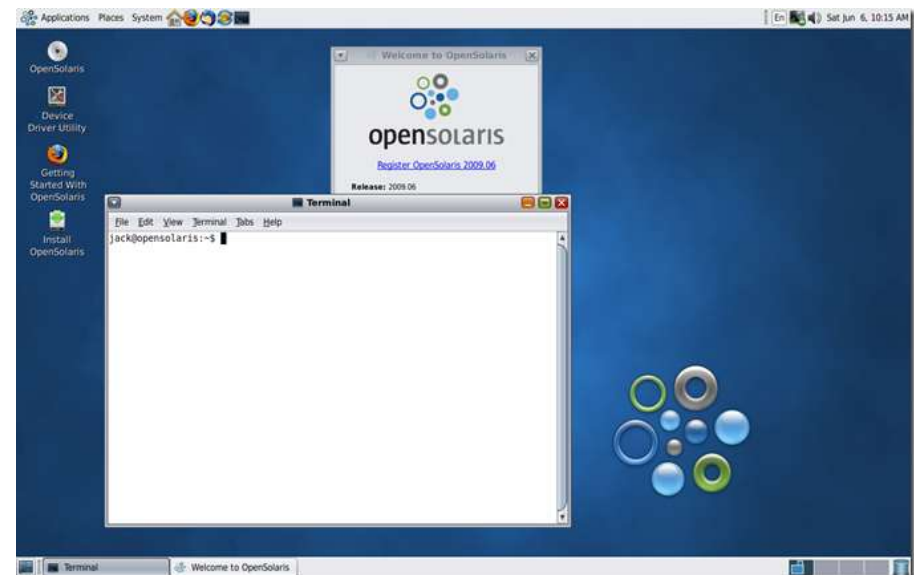 Applications Places System
En
Sat Jun 6, 10:15 AM
OpenSolaris
Device
Driver Utility
Getting
Started With
OpenSolaris
Install
OpenSolaris
Welcome to OpenSolaris
opensolaris
Register OpenSolaris 2009.06
Release: 2009.06
Terminal
File Edit View Terminal Tabs Help
jack@opensolaris:~$
Terminal
Welcome to OpenSolaris